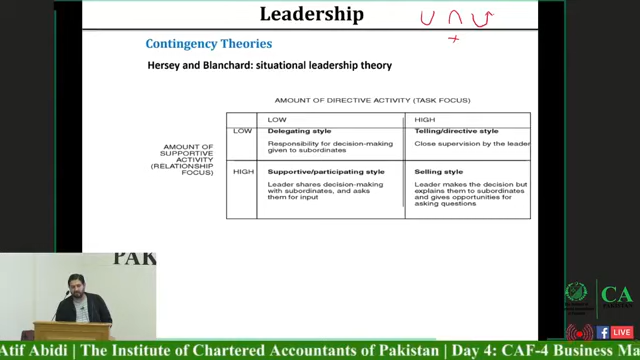 Leadership
Contingency Theories
Hersey and Blanchard: situational leadership theory
AMOUNT OF DIRECTIVE ACTIVITY (TASK FOCUS)
LOW
HIGH
AMOUNT OF
SUPPORTIVE
ACTIVITY
(RELATIONSHIP
FOCUS)
LOW
Delegating style
Responsibility for decision-making
given to subordinates
Telling/directive style
Close supervision by the leader
HIGH
Supportive/participating style
Leader shares decision-making
with subordinates, and asks
them for input
Selling style
Leader makes the decision but
explains them to subordinates
and gives opportunities for
asking questions
PAK
CA
PAKISTAN
LIVE
Atif Abidi | The Institute of Chartered Accountants of Pakistan | Day 4: CAF-4 Business Ma